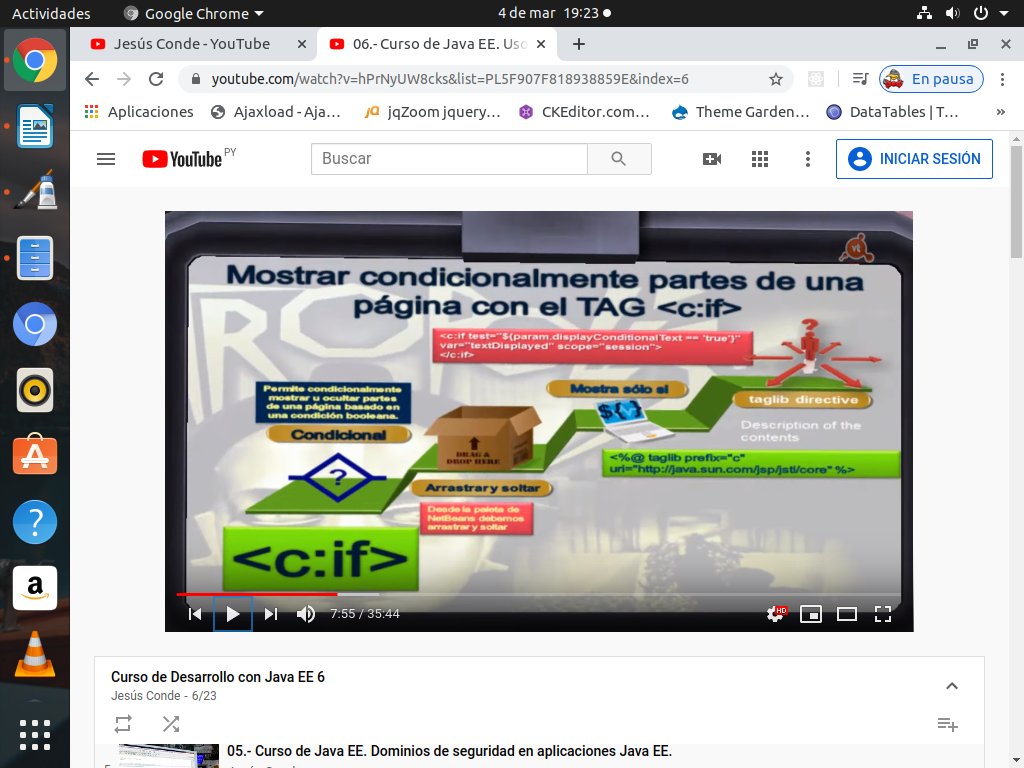 Actividades
Google Chrome
4 de mar 19:23
Jesús Conde - YouTube
06.- Curso de Java EE. Uso
youtube.com/watch?v=hPrNyUW8cks&list=PL5F907F818938859E&index=6
En pausa
Aplicaciones
Ajaxload - Aja...
jqZoom jquery...
CKEditor.com...
Theme Garden...
DataTables | T...
»
YouTube PY
Buscar
INICIAR SESIÓN
vt
Mostrar condicionalmente partes de una
página con el TAG <c:if>
<c:if test="${param.displayConditionalText == 'true'}"
var="textDisplayed" scope="session">
</c:if>
Permite condicionalmente
mostrar u ocultar partes
de una página basado en
una condición booleana.
Condicional
?
DRAG &
DROP HERE
Arrastrar y soltar
Desde la paleta de
NetBeans debemos
arrastrar y soltar
Mostra sólo si
${√}
?
taglib directive
Description of the
contents
<%@ taglib prefix="c"
uri="http://java.sun.com/jsp/jstl/core" %>
<c:if>
7:55 / 35:44
HD
Curso de Desarrollo con Java EE 6
Jesús Conde - 6/23
05.- Curso de Java EE. Dominios de seguridad en aplicaciones Java EE.